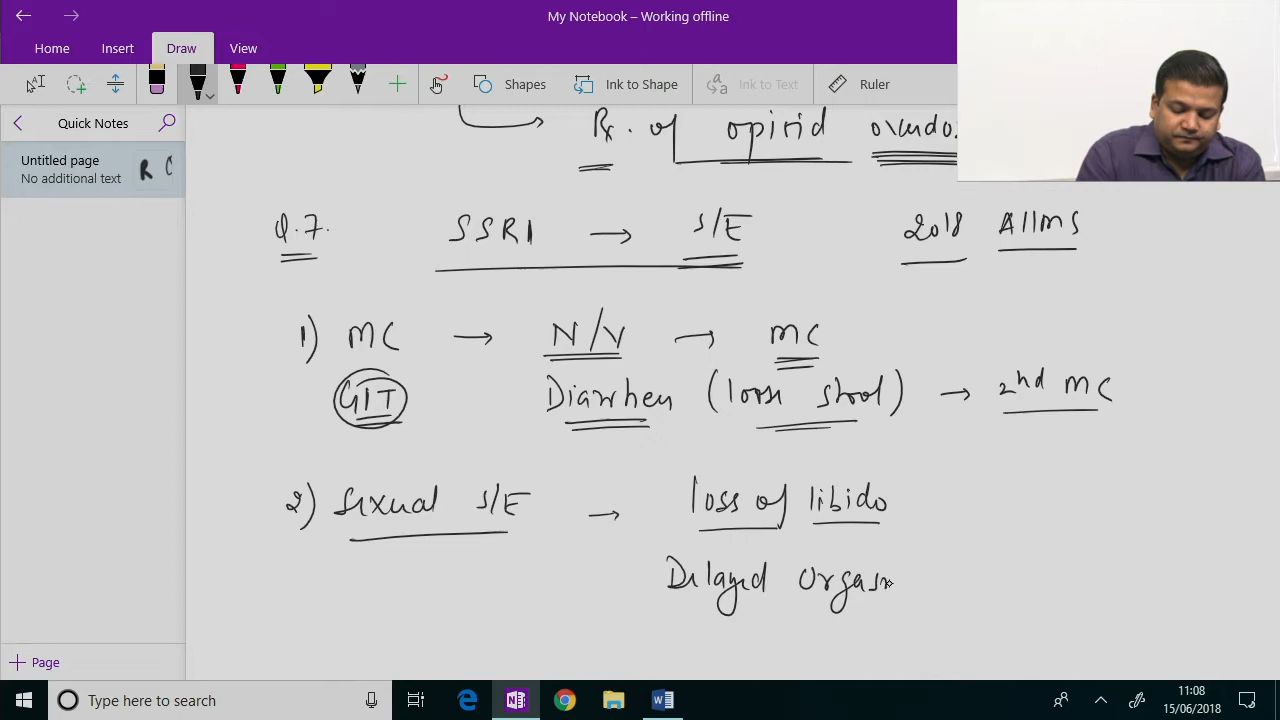 My Notebook – Working offline
Home Insert Draw View
Shapes Ink to Shape Ink to Text Ruler
Quick Notes
Untitled page
No additional text
R C
Rx. of opioid overdo
Q.7. SSRI → S/E 2018 AIIMS
1) MC → N/V → MC
GIT Diarrhea (loose stool) → 2nd MC
2) Sexual S/E → loss of libido
Delayed Orgasm
Page
Type here to search
11:08
15/06/2018